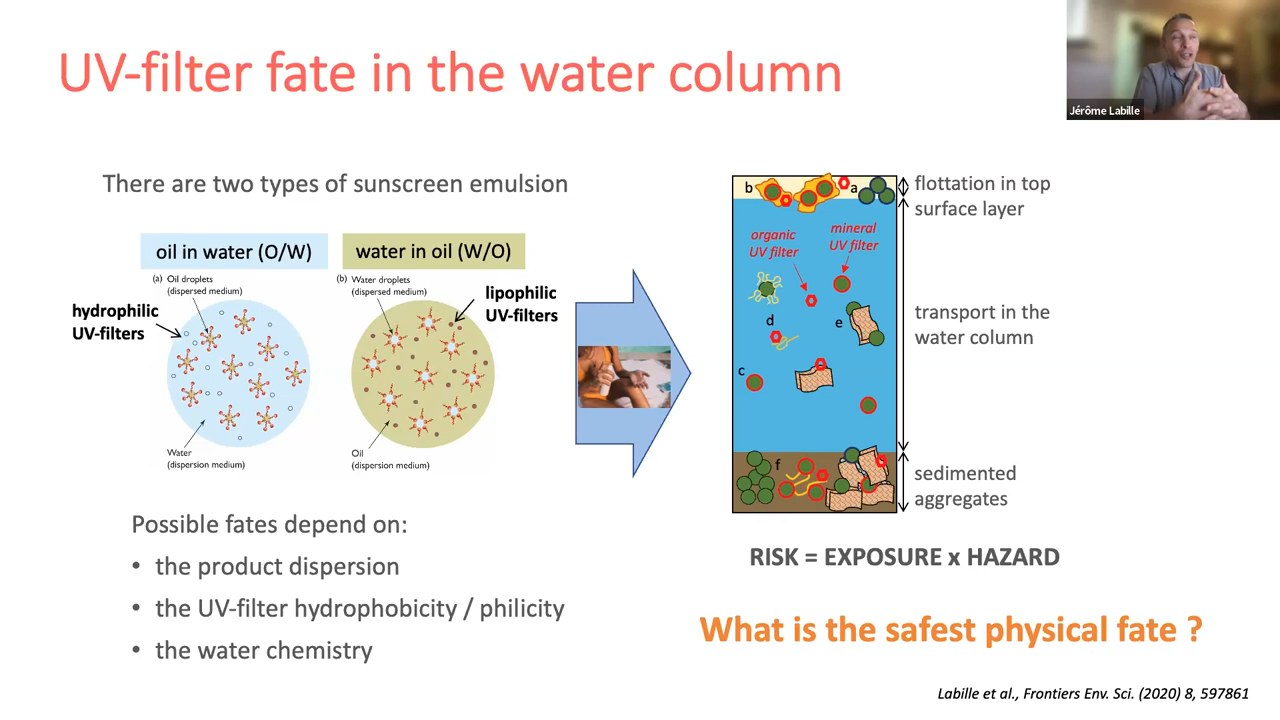 UV-filter fate in the water column
Jérôme Labille
There are two types of sunscreen emulsion
oil in water (O/W)
water in oil (W/O)
(a) Oil droplets
(dispersed medium)
(b) Water droplets
(dispersed medium)
hydrophilic
UV-filters
lipophilic
UV-filters
Water
(dispersion medium)
Oil
(dispersion medium)
Possible fates depend on:
• the product dispersion
• the UV-filter hydrophobicity / philicity
• the water chemistry
b
a
organic
UV filter
mineral
UV filter
d
e
c
f
flottation in top
surface layer
transport in the
water column
sedimented
aggregates
RISK = EXPOSURE x HAZARD
What is the safest physical fate ?
Labille et al., Frontiers Env. Sci. (2020) 8, 597861